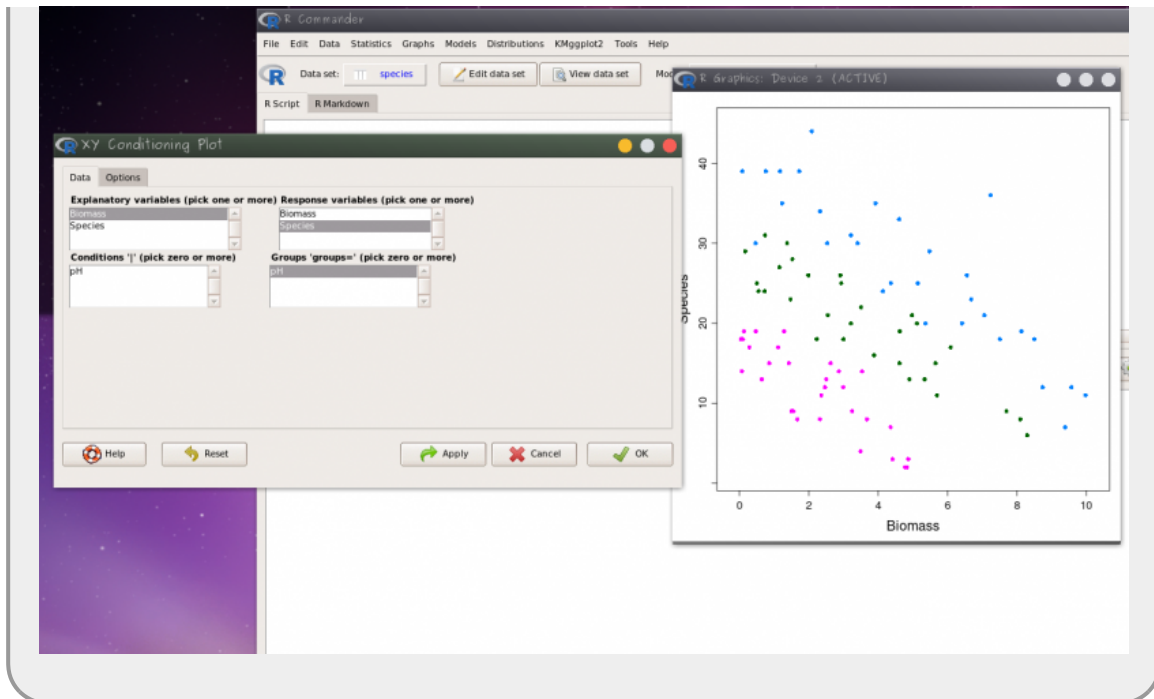 R Commander
File Edit Data Statistics Graphs Models Distributions KMggplot2 Tools Help
Data set: species Edit data set View data set
R Script R Markdown
XY Conditioning Plot
Data Options
Explanatory variables (pick one or more) Response variables (pick one or more)
Biomass Biomass
Species Species
Conditions '|' (pick zero or more) Groups 'groups=' (pick zero or more)
pH pH
Help Reset Apply Cancel OK
R Graphics: Device 2 (ACTIVE)
40
30
20
10
Species
0 2 4 6 8 10
Biomass